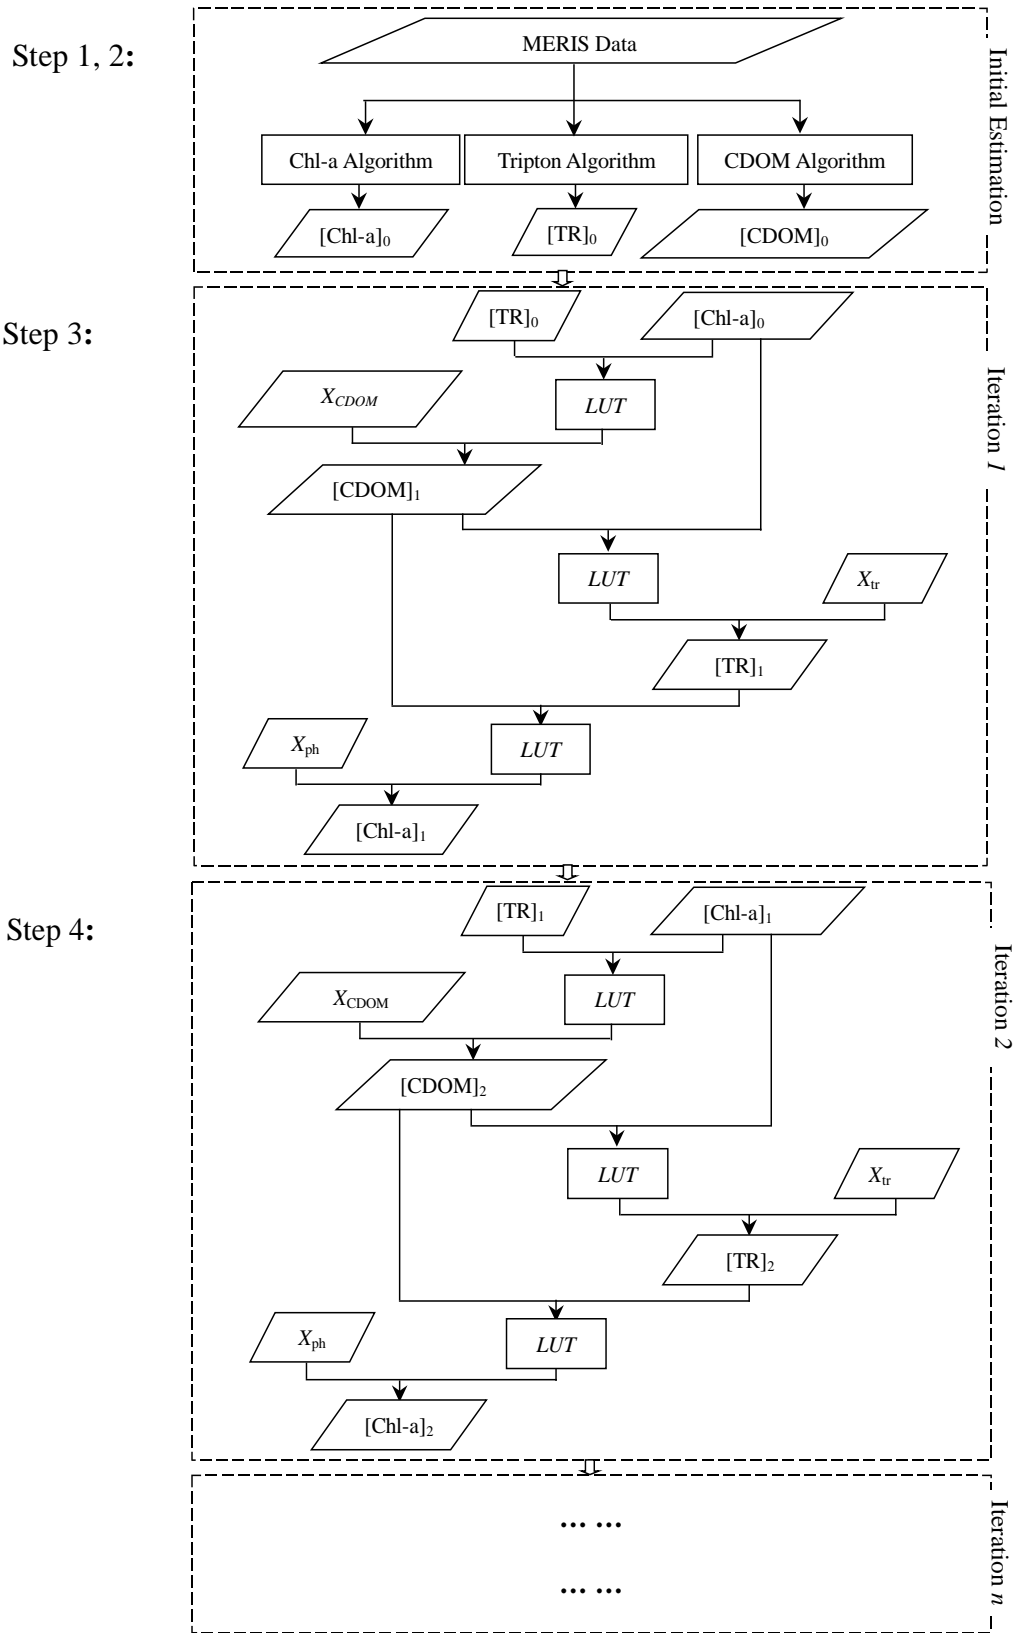 Step 1, 2:
MERIS Data
Initial Estimation
Chl-a Algorithm
Tripton Algorithm
CDOM Algorithm
[Chl-a]0
[TR]0
[CDOM]0
Step 3:
[TR]0
[Chl-a]0
Iteration 1
XCDOM
LUT
[CDOM]1
LUT
Xtr
[TR]1
Xph
LUT
[Chl-a]1
Step 4:
[TR]1
[Chl-a]1
Iteration 2
XCDOM
LUT
[CDOM]2
LUT
Xtr
[TR]2
Xph
LUT
[Chl-a]2
Iteration n
... ...
... ...